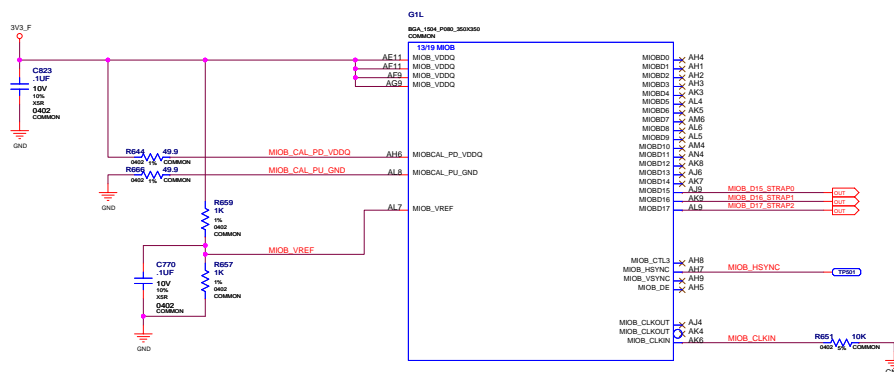 G1L
BGA_1504_P080_350X350
COMMON
13/19 MIOB
3V3_F
C823
.1UF
10V
10%
X5R
0402
COMMON
GND
AE11 MIOB_VDDQ
AF11 MIOB_VDDQ
AF9 MIOB_VDDQ
AG9 MIOB_VDDQ
R644 49.9
0402 1% COMMON
MIOB_CAL_PD_VDDQ
AH6 MIOBCAL_PD_VDDQ
R666 49.9
0402 1% COMMON
MIOB_CAL_PU_GND
AL8 MIOBCAL_PU_GND
GND
R659
1K
1%
0402
COMMON
AL7 MIOB_VREF
MIOB_VREF
R657
1K
1%
0402
COMMON
C770
.1UF
10V
10%
X5R
0402
COMMON
GND
MIOBD0 AH4
MIOBD1 AH1
MIOBD2 AH2
MIOBD3 AH3
MIOBD4 AK3
MIOBD5 AL4
MIOBD6 AK5
MIOBD7 AM6
MIOBD8 AL6
MIOBD9 AL5
MIOBD10 AM4
MIOBD11 AN4
MIOBD12 AK8
MIOBD13 AJ6
MIOBD14 AK7
MIOBD15 AJ9 MIOB_D15_STRAP0 OUT
MIOBD16 AK9 MIOB_D16_STRAP1 OUT
MIOBD17 AL9 MIOB_D17_STRAP2 OUT
MIOB_CTL3 AH8
MIOB_HSYNC AH7 MIOB_HSYNC TP501
MIOB_VSYNC AH9
MIOB_DE AH5
MIOB_CLKOUT AJ4
MIOB_CLKOUT AK4
MIOB_CLKIN AK6 MIOB_CLKIN
R651 10K
0402 5% COMMON